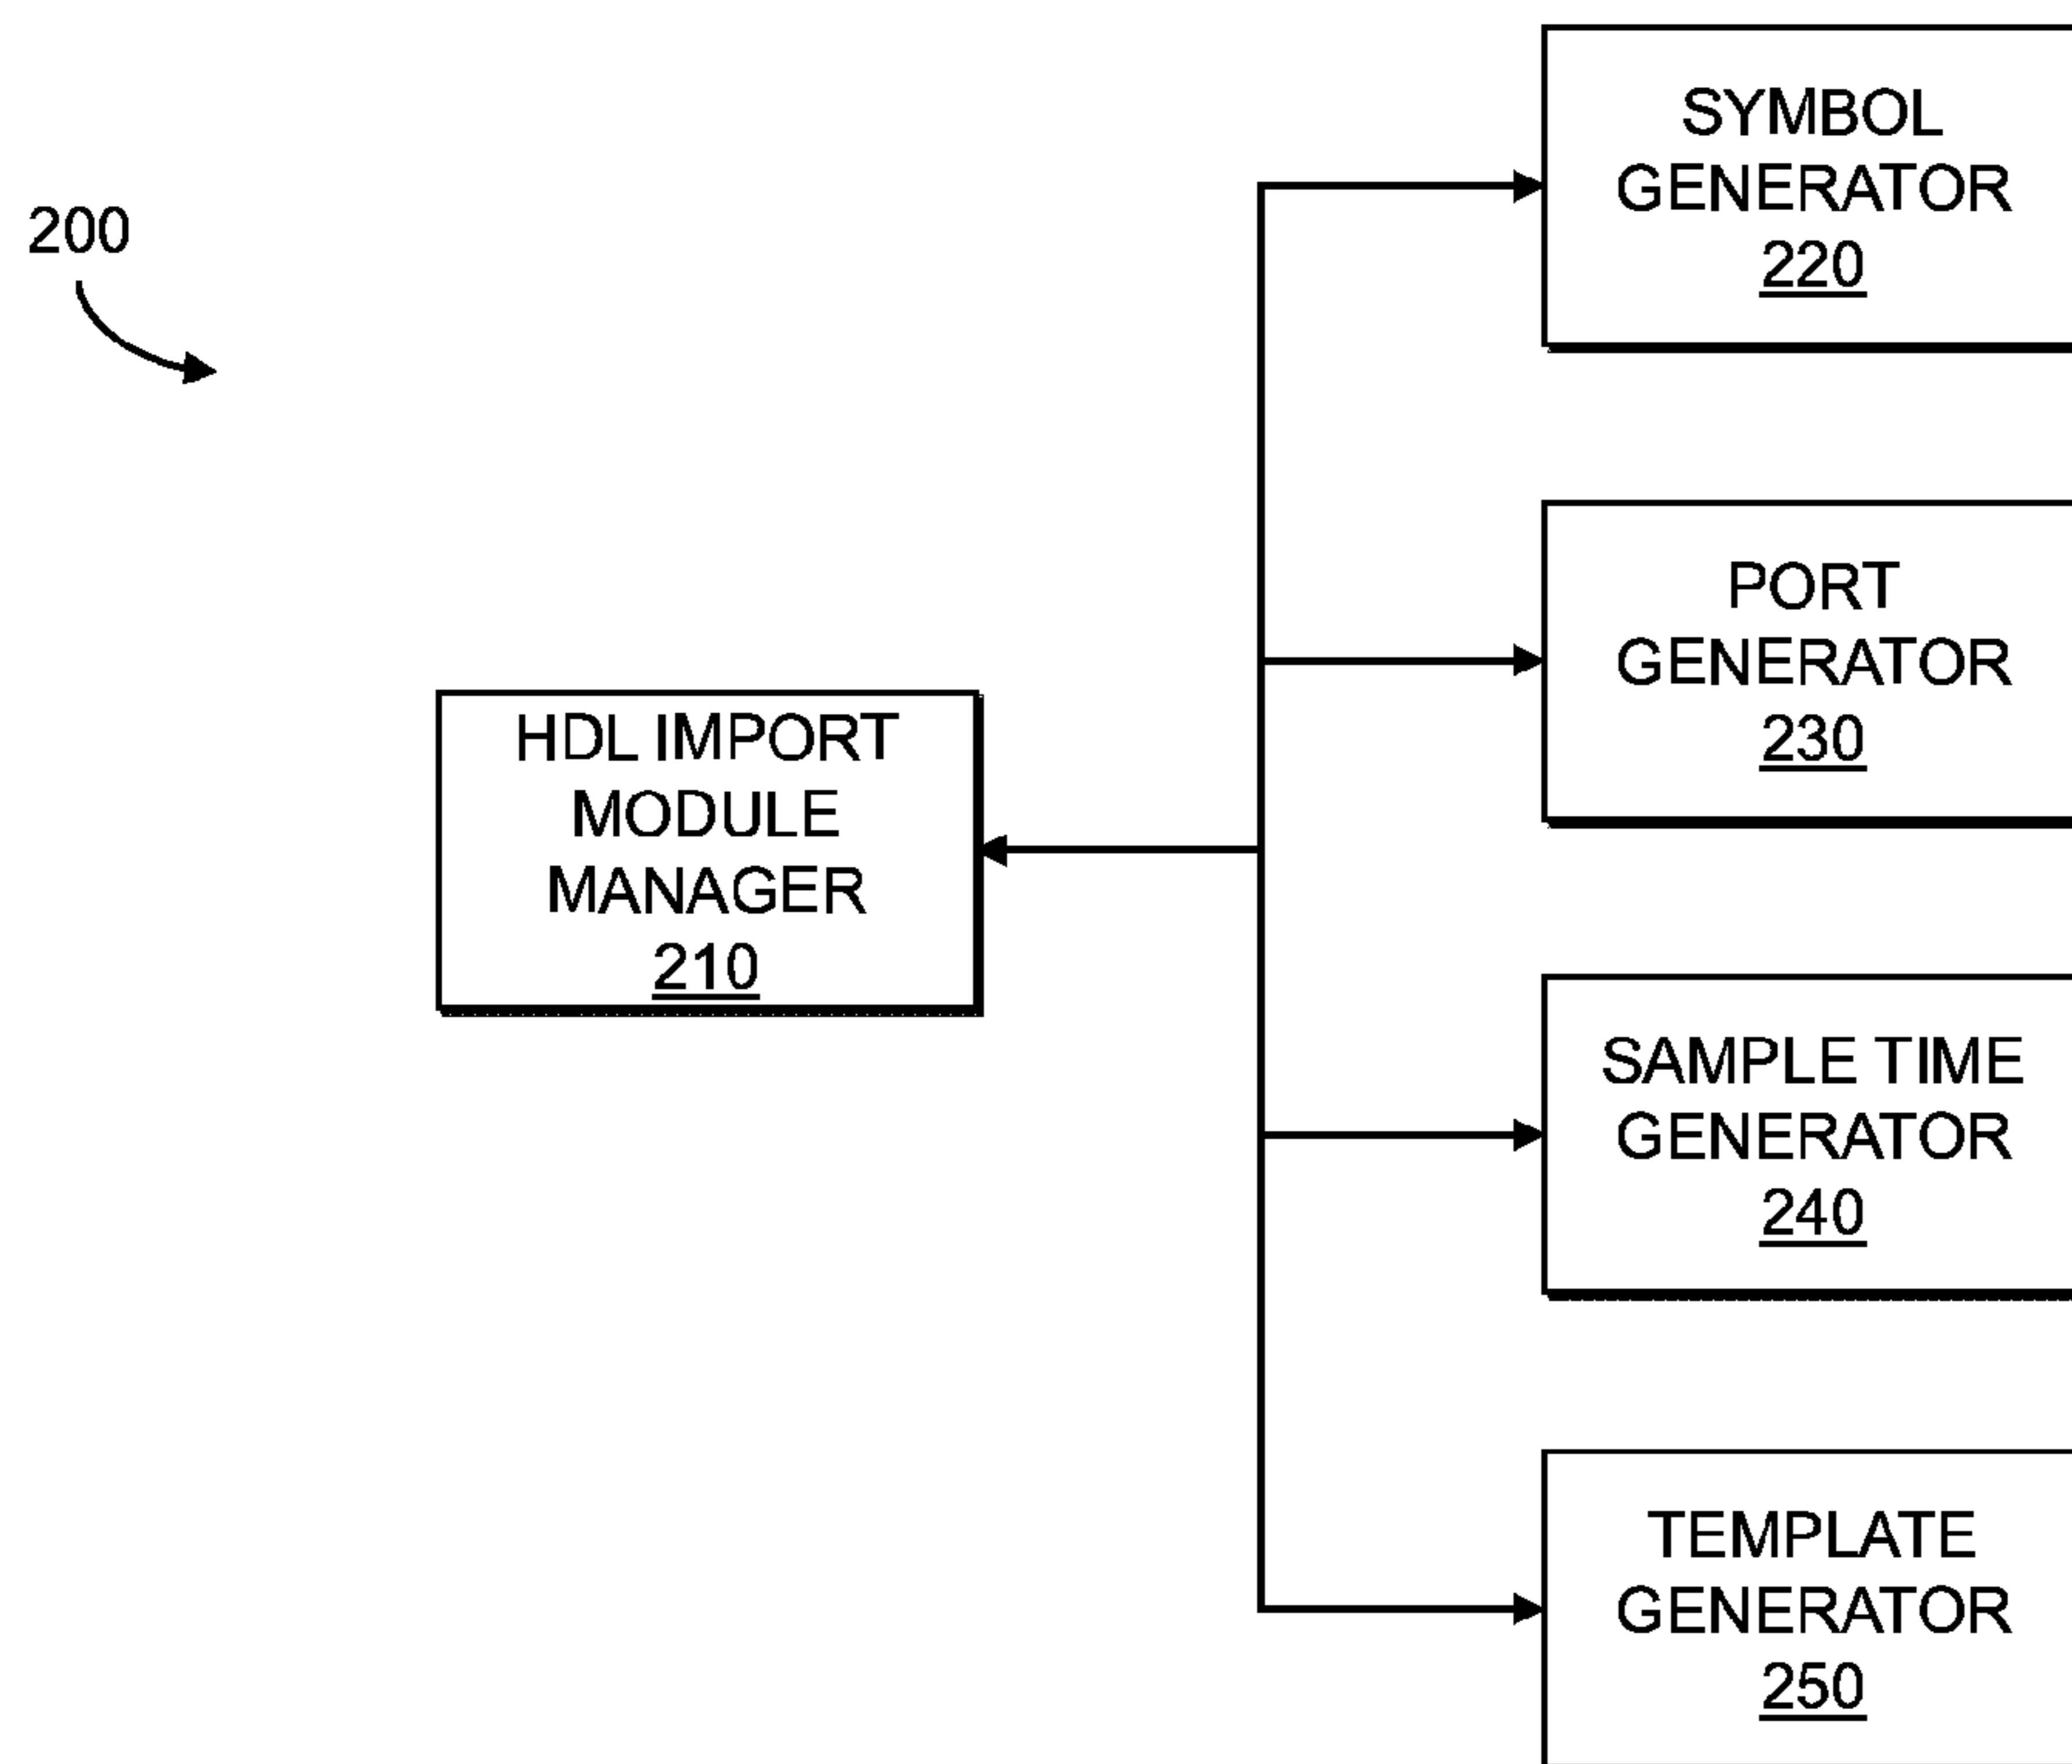 200
HDL IMPORT
MODULE
MANAGER
210
SYMBOL
GENERATOR
220
PORT
GENERATOR
230
SAMPLE TIME
GENERATOR
240
TEMPLATE
GENERATOR
250